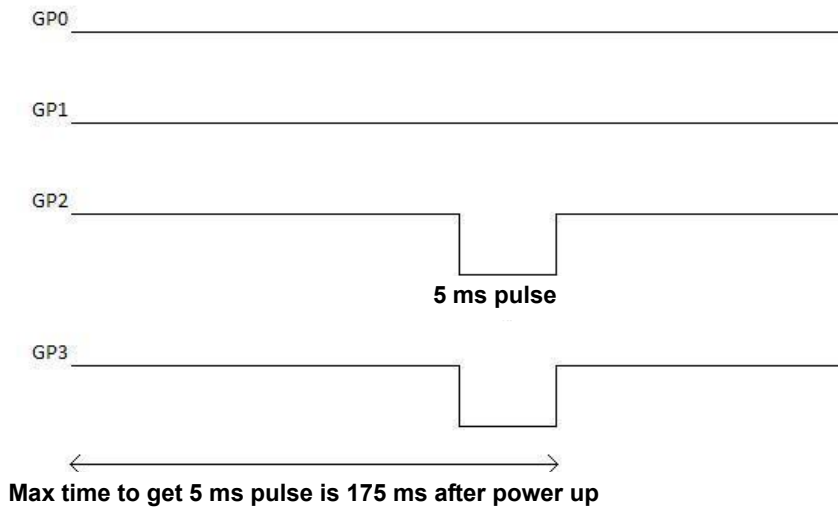 GP0
GP1
GP2
5 ms pulse
GP3
Max time to get 5 ms pulse is 175 ms after power up